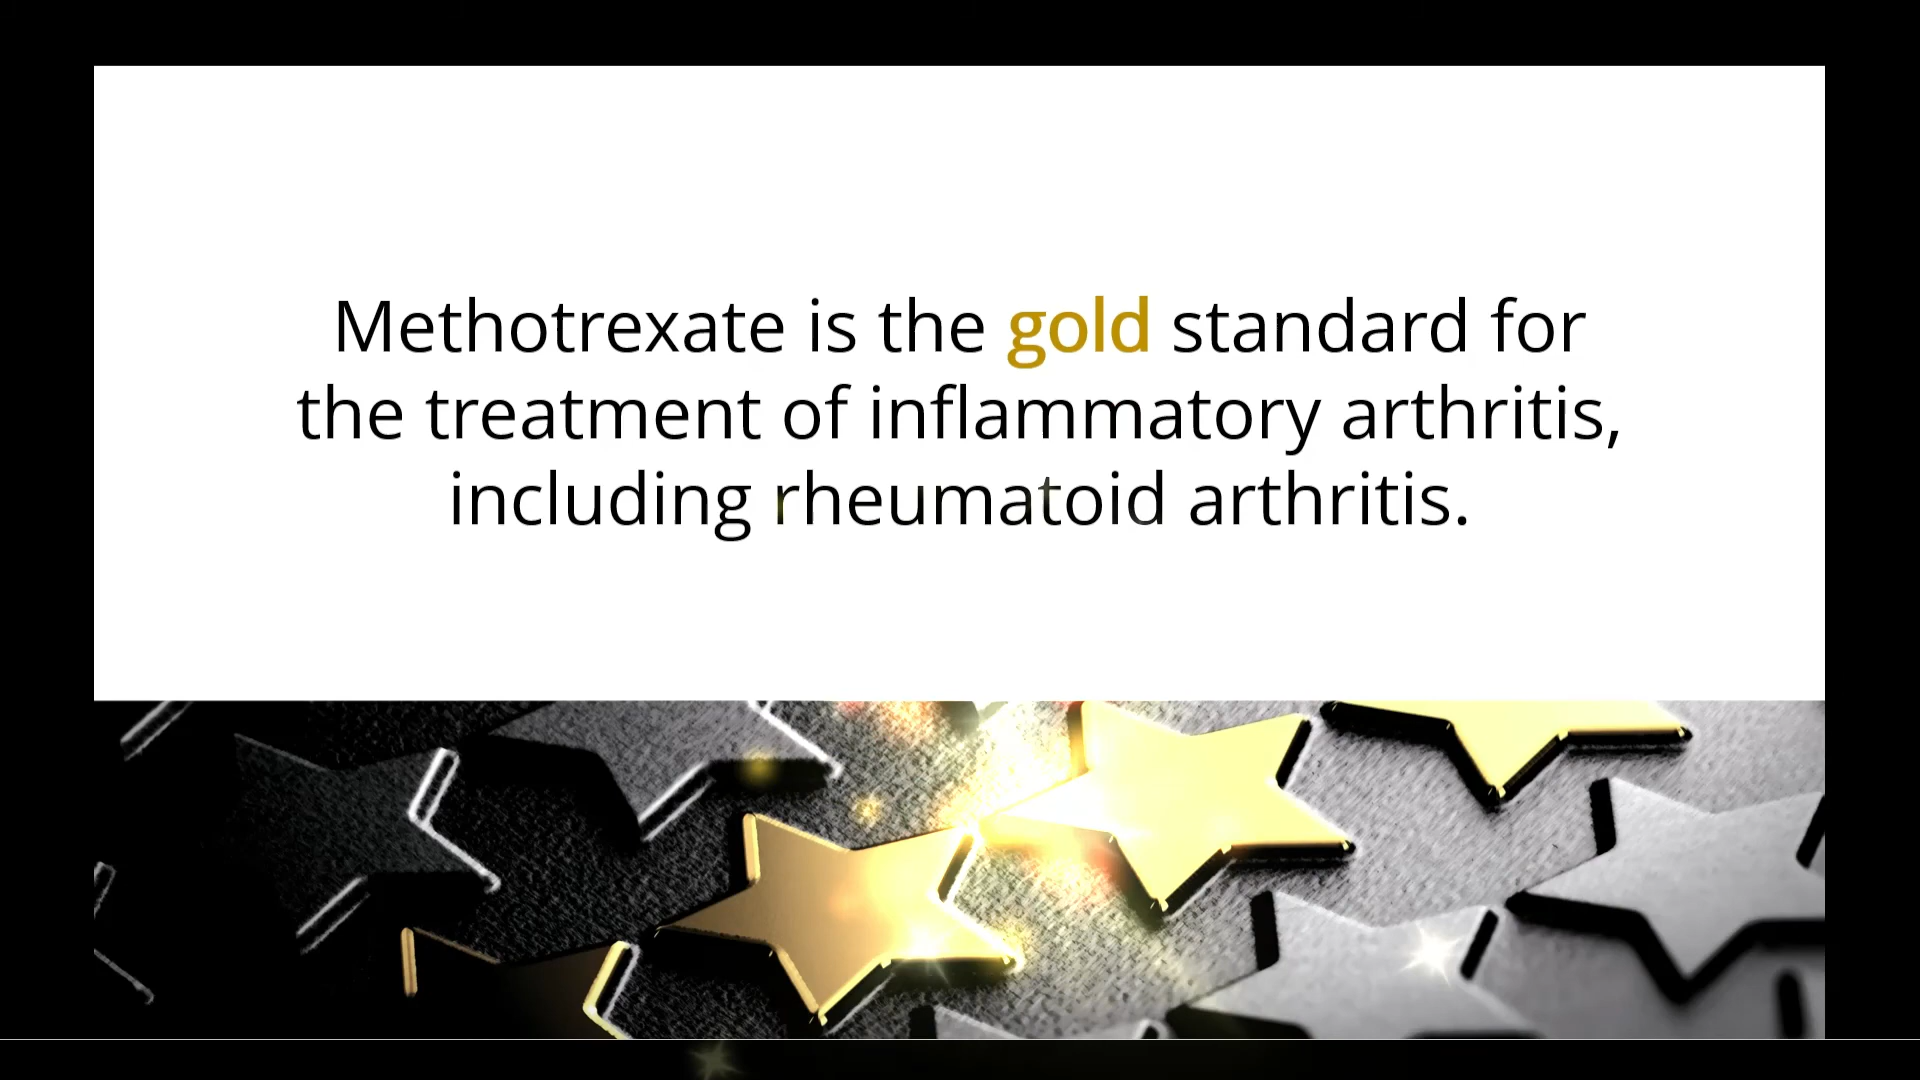 Methotrexate is the gold standard for
the treatment of inflammatory arthritis,
including rheumatoid arthritis.